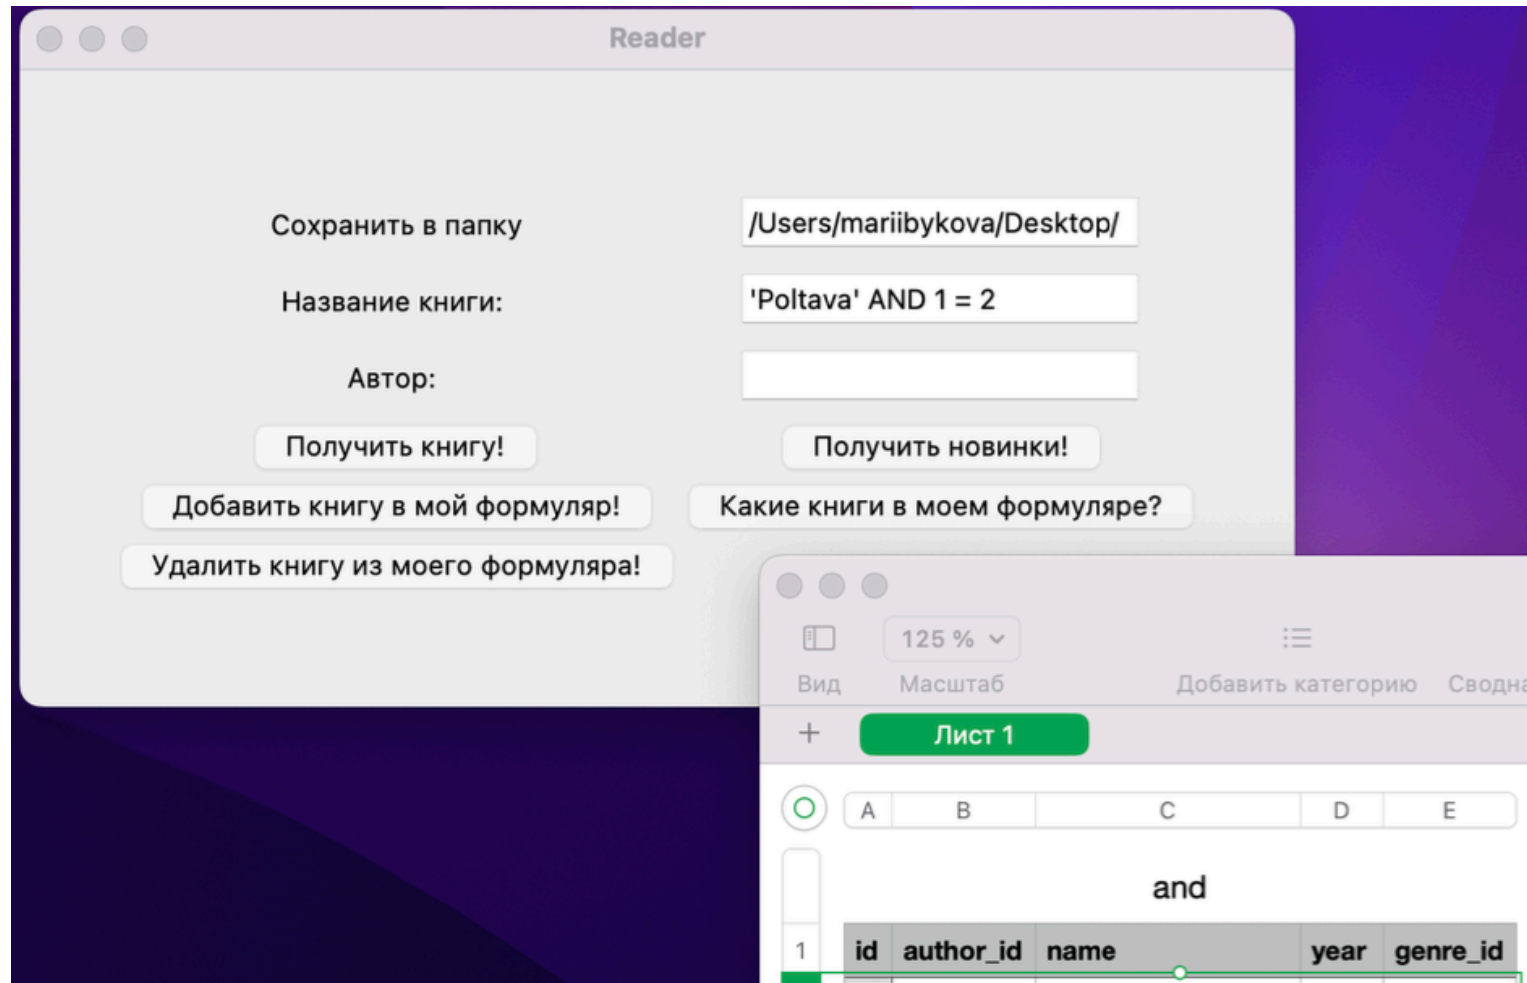 Reader
Сохранить в папку /Users/mariibykova/Desktop/
Название книги: 'Poltava' AND 1 = 2
Автор:
Получить книгу! Получить новинки!
Добавить книгу в мой формуляр! Какие книги в моем формуляре?
Удалить книгу из моего формуляра!
125 %
Вид Масштаб Добавить категорию Сводна
+ Лист 1
A B C D E
and
1 id author_id name year genre_id